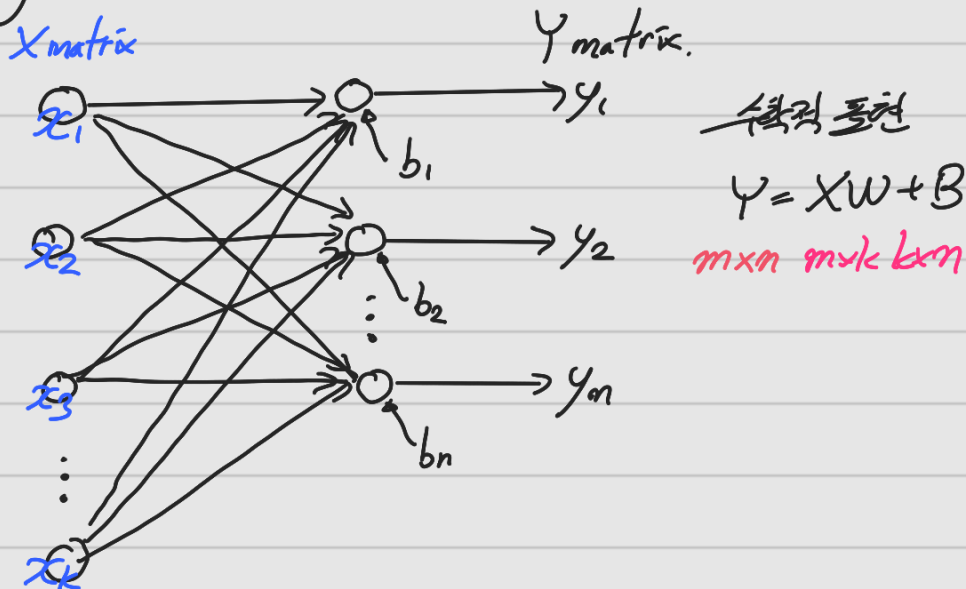 X matrix
Y matrix.
x₁
y₁
b₁
수학적 표현
Y = XW + B
m×n m×k k×n
x₂
y₂
b₂
x₃
yₙ
bₙ
xₖ